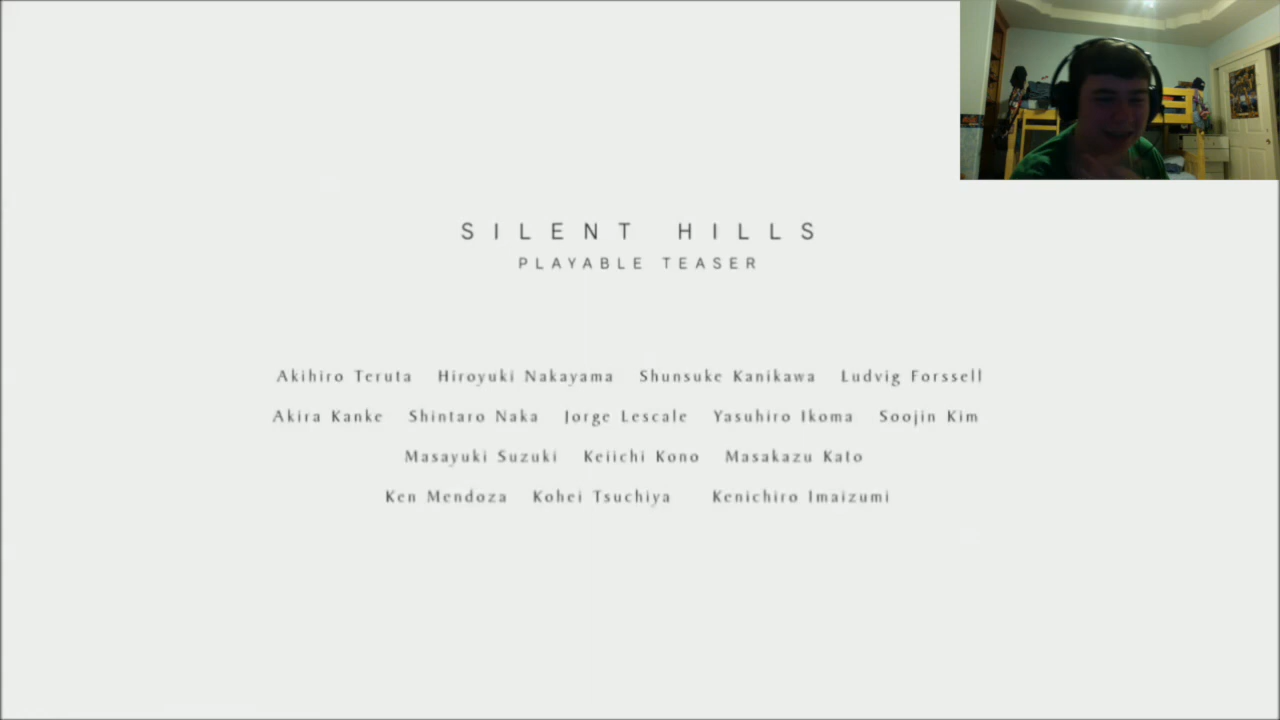 SILENT HILLS
PLAYABLE TEASER
Akihiro Teruta Hiroyuki Nakayama Shunsuke Kanikawa Ludvig Forssell
Akira Kanke Shintaro Naka Jorge Lescale Yasuhiro Ikoma Soojin Kim
Masayuki Suzuki Keiichi Kono Masakazu Kato
Ken Mendoza Kohei Tsuchiya Kenichiro Imaizumi